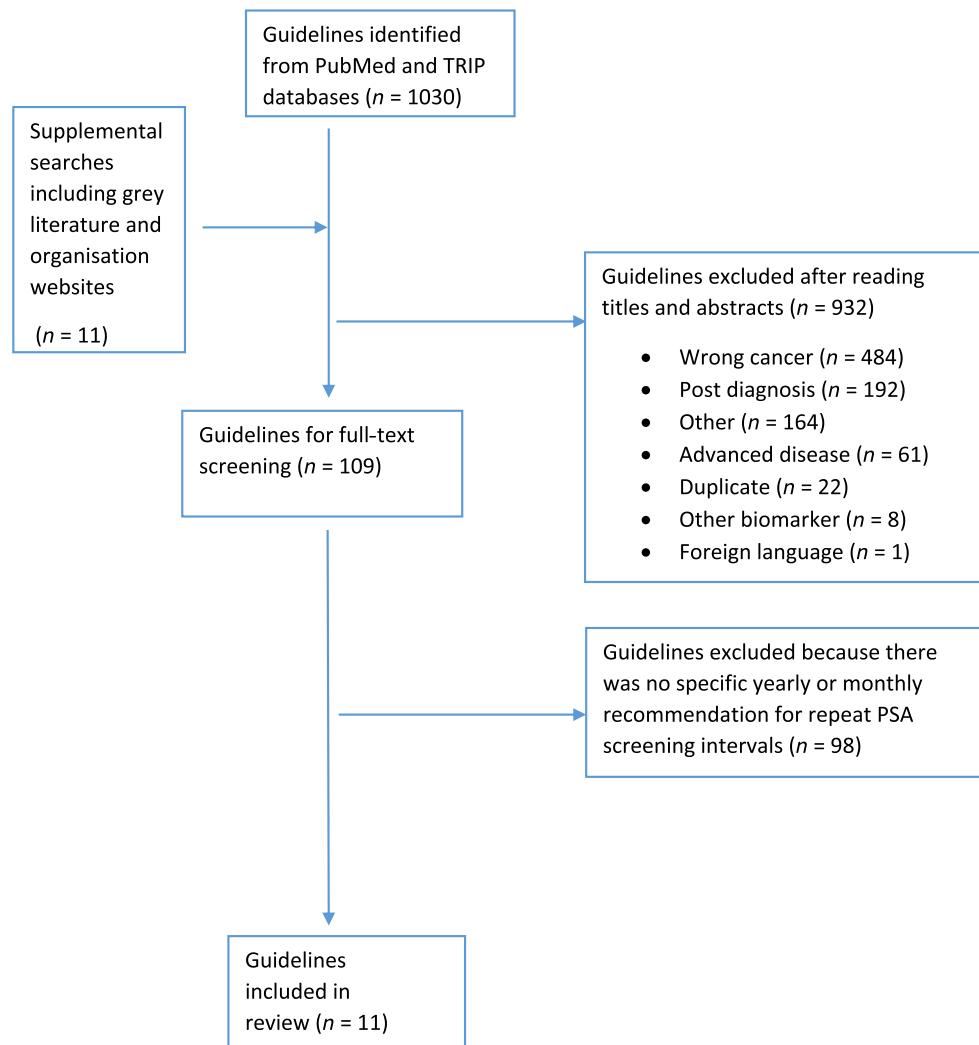 Guidelines identified
from PubMed and TRIP
databases (n = 1030)
Supplemental
searches
including grey
literature and
organisation
websites
(n = 11)
Guidelines excluded after reading
titles and abstracts (n = 932)
• Wrong cancer (n = 484)
• Post diagnosis (n = 192)
• Other (n = 164)
• Advanced disease (n = 61)
• Duplicate (n = 22)
• Other biomarker (n = 8)
• Foreign language (n = 1)
Guidelines for full-text
screening (n = 109)
Guidelines excluded because there
was no specific yearly or monthly
recommendation for repeat PSA
screening intervals (n = 98)
Guidelines
included in
review (n = 11)